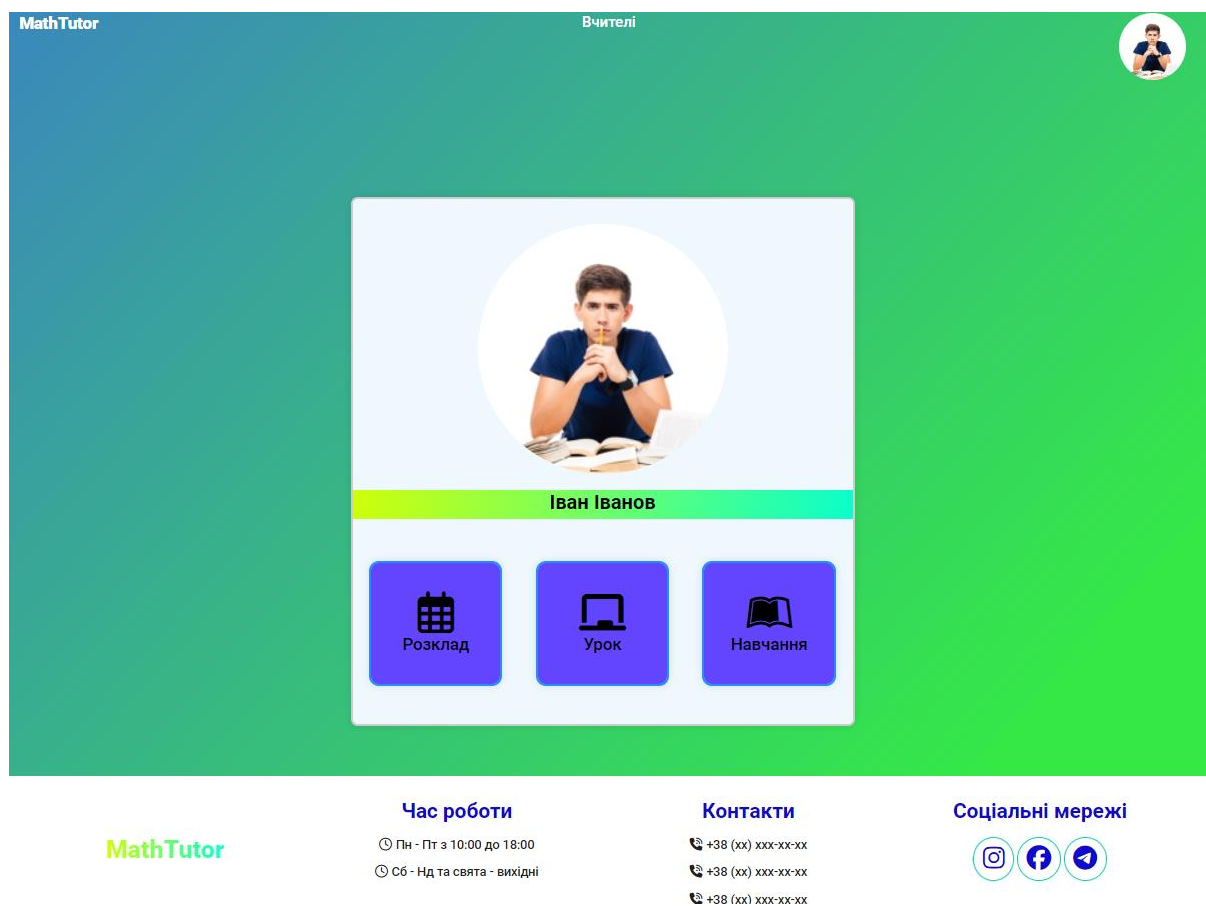 MathTutor
Вчителі
Іван Іванов
Розклад
Урок
Навчання
MathTutor
Час роботи
Пн - Пт з 10:00 до 18:00
Сб - Нд та свята - вихідні
Контакти
+38 (xx) xxx-xx-xx
+38 (xx) xxx-xx-xx
+38 (xx) xxx-xx-xx
Соціальні мережі